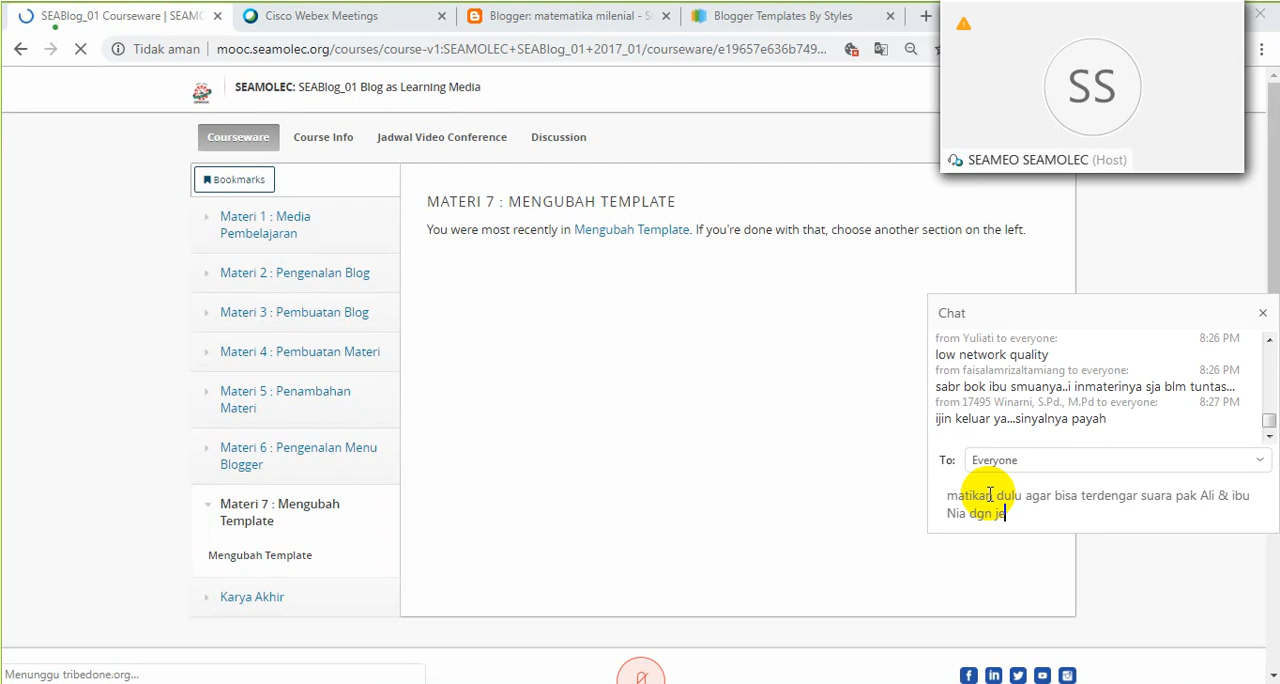 SEABlog_01 Courseware | SEAMO
Cisco Webex Meetings
Blogger: matematika milenial - S
Blogger Templates By Styles
Tidak aman
mooc.seamolec.org/courses/course-v1:SEAMOLEC+SEABlog_01+2017_01/courseware/e19657e636b749...
SS
SEAMEO SEAMOLEC (Host)
SEAMOLEC: SEABlog_01 Blog as Learning Media
Courseware
Course Info
Jadwal Video Conference
Discussion
Bookmarks
Materi 1 : Media
Pembelajaran
Materi 2 : Pengenalan Blog
Materi 3 : Pembuatan Blog
Materi 4 : Pembuatan Materi
Materi 5 : Penambahan
Materi
Materi 6 : Pengenalan Menu
Blogger
Materi 7 : Mengubah
Template
Mengubah Template
Karya Akhir
MATERI 7 : MENGUBAH TEMPLATE
You were most recently in Mengubah Template. If you're done with that, choose another section on the left.
Chat
from Yuliati to everyone: 8:26 PM
low network quality
from faisalamrizaltamiang to everyone: 8:26 PM
sabr bok ibu smuanya..i inmaterinya sja blm tuntas...
from 17495 Winarni, S.Pd., M.Pd to everyone: 8:27 PM
ijin keluar ya...sinyalnya payah
To: Everyone
matikan dulu agar bisa terdengar suara pak Ali & ibu
Nia dgn je
Menunggu tribedone.org...